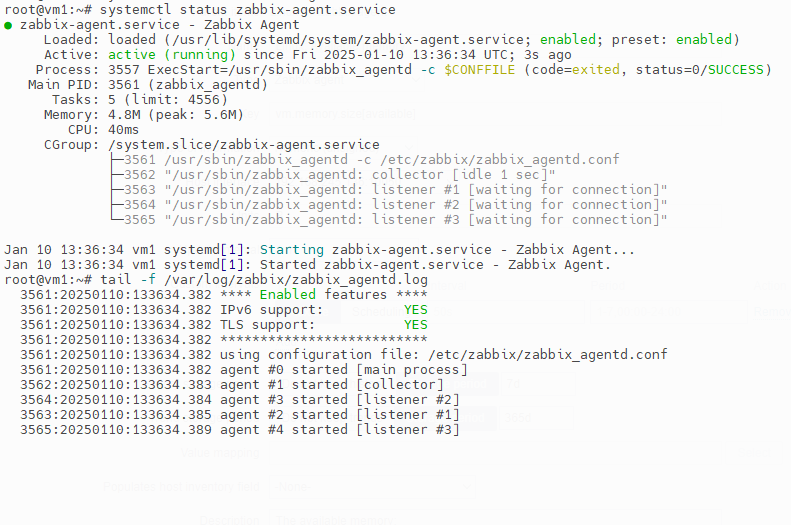 root@vm1:~# systemctl status zabbix-agent.service
● zabbix-agent.service - Zabbix Agent
     Loaded: loaded (/usr/lib/systemd/system/zabbix-agent.service; enabled; preset: enabled)
     Active: active (running) since Fri 2025-01-10 13:36:34 UTC; 3s ago
    Process: 3557 ExecStart=/usr/sbin/zabbix_agentd -c $CONFFILE (code=exited, status=0/SUCCESS)
   Main PID: 3561 (zabbix_agentd)
      Tasks: 5 (limit: 4556)
     Memory: 4.8M (peak: 5.6M)
        CPU: 40ms
     CGroup: /system.slice/zabbix-agent.service
             ├─3561 /usr/sbin/zabbix_agentd -c /etc/zabbix/zabbix_agentd.conf
             ├─3562 "/usr/sbin/zabbix_agentd: collector [idle 1 sec]"
             ├─3563 "/usr/sbin/zabbix_agentd: listener #1 [waiting for connection]"
             ├─3564 "/usr/sbin/zabbix_agentd: listener #2 [waiting for connection]"
             └─3565 "/usr/sbin/zabbix_agentd: listener #3 [waiting for connection]"
Jan 10 13:36:34 vm1 systemd[1]: Starting zabbix-agent.service - Zabbix Agent...
Jan 10 13:36:34 vm1 systemd[1]: Started zabbix-agent.service - Zabbix Agent.
root@vm1:~# tail -f /var/log/zabbix/zabbix_agentd.log
  3561:20250110:133634.382 **** Enabled features ****
  3561:20250110:133634.382 IPv6 support:          YES
  3561:20250110:133634.382 TLS support:           YES
  3561:20250110:133634.382 **************************
  3561:20250110:133634.382 using configuration file: /etc/zabbix/zabbix_agentd.conf
  3561:20250110:133634.382 agent #0 started [main process]
  3562:20250110:133634.383 agent #1 started [collector]
  3564:20250110:133634.384 agent #3 started [listener #2]
  3563:20250110:133634.385 agent #2 started [listener #1]
  3565:20250110:133634.389 agent #4 started [listener #3]